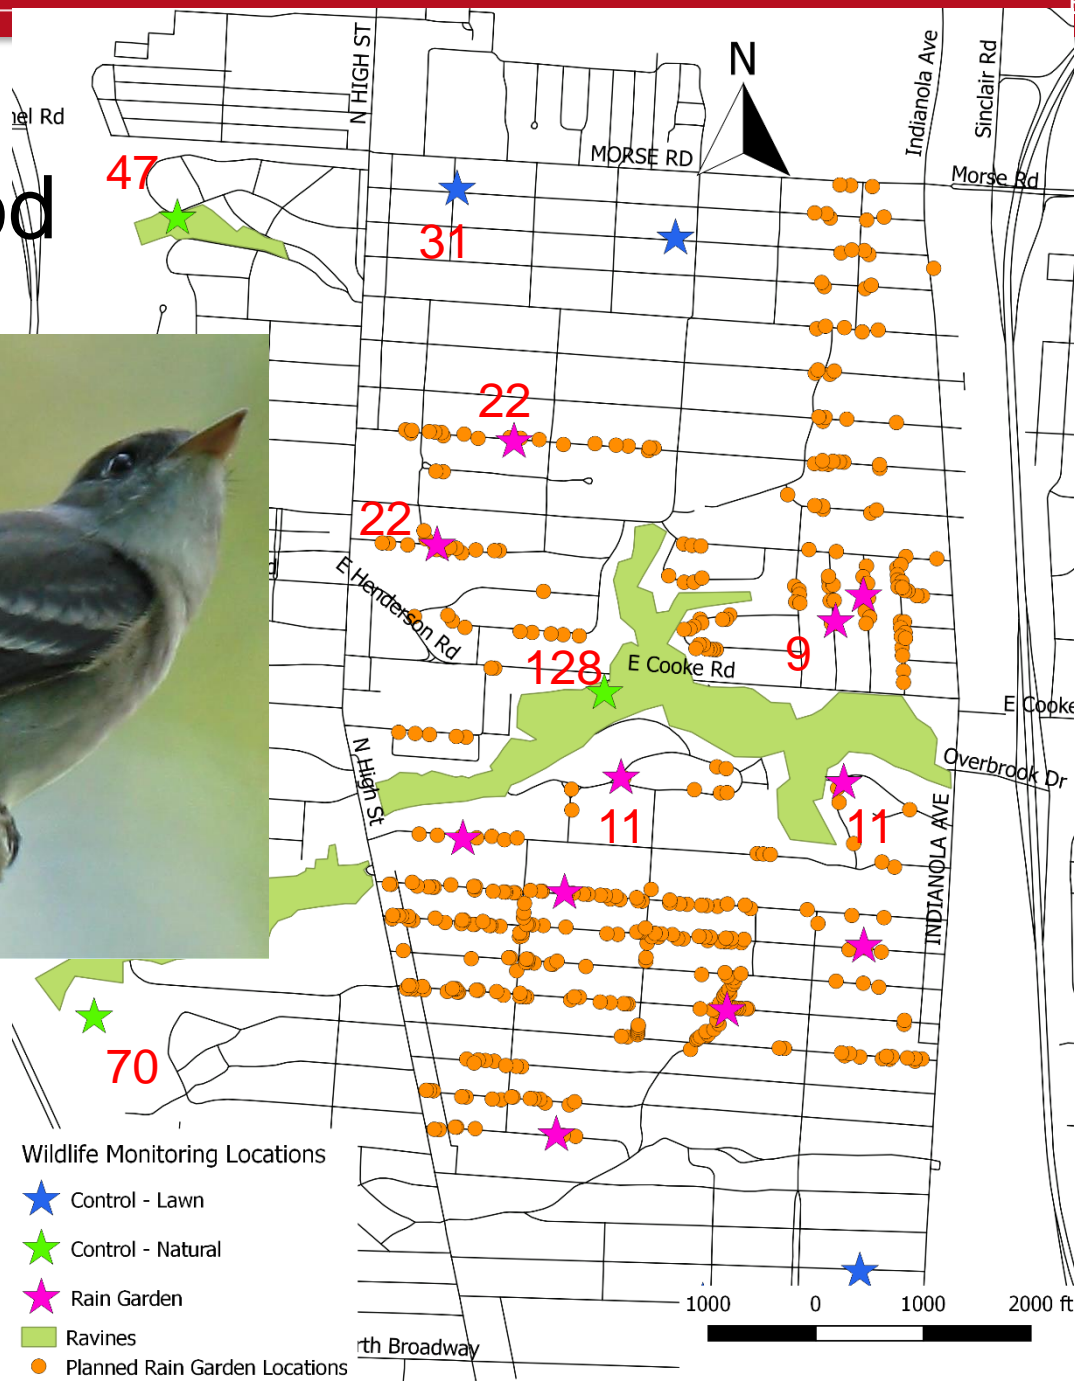 N HIGH ST
N
Indianola Ave
Sinclair Rd
Rd
MORSE RD
Morse Rd
47
31
22
22
E Henderson Rd
128
E Cooke Rd
9
E Cooke
N High St
Overbrook Dr
11
11
INDIANOLA AVE
70
Wildlife Monitoring Locations
Control - Lawn
Control - Natural
Rain Garden
Ravines
Planned Rain Garden Locations
1000 0 1000 2000 ft
Broadway